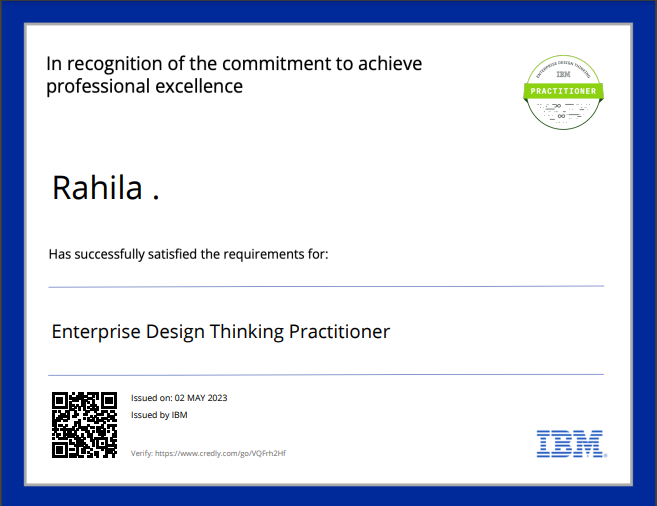 In recognition of the commitment to achieve
professional excellence
ENTERPRISE DESIGN THINKING
IBM
PRACTITIONER
Rahila .
Has successfully satisfied the requirements for:
Enterprise Design Thinking Practitioner
Issued on: 02 MAY 2023
Issued by IBM
Verify: https://www.credly.com/go/VQFrh2Hf
IBM®